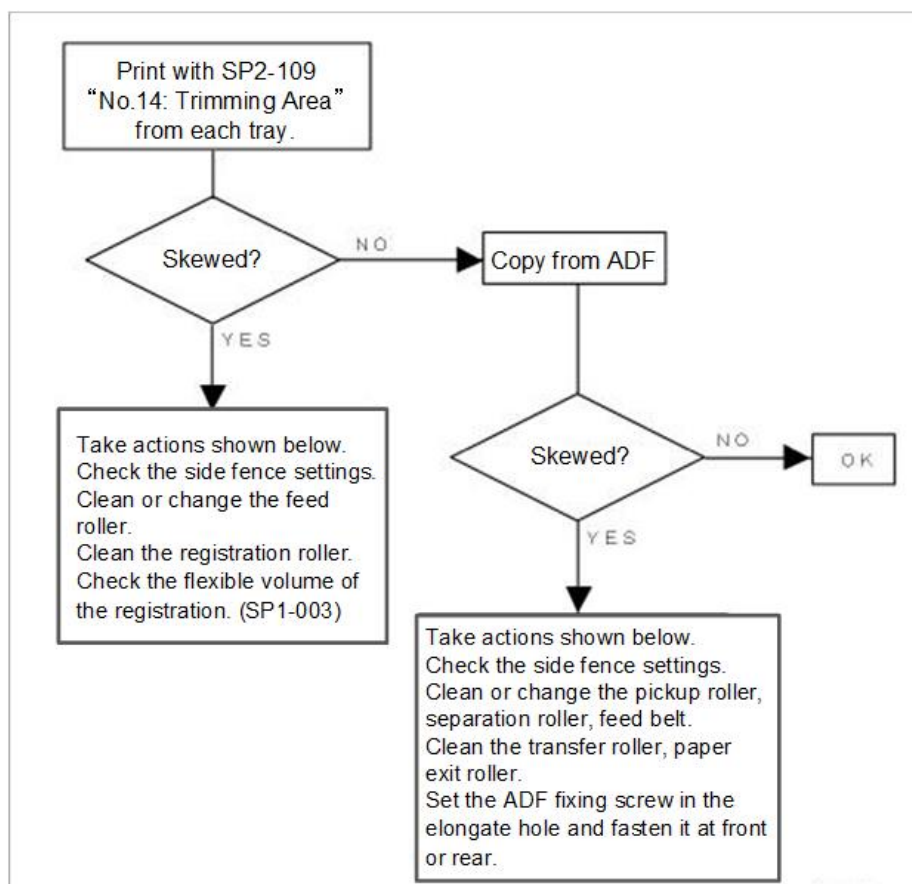 Print with SP2-109
“No.14: Trimming Area”
from each tray.
Skewed?
NO
Copy from ADF
YES
Take actions shown below.
Check the side fence settings.
Clean or change the feed
roller.
Clean the registration roller.
Check the flexible volume of
the registration. (SP1-003)
Skewed?
NO
OK
YES
Take actions shown below.
Check the side fence settings.
Clean or change the pickup roller,
separation roller, feed belt.
Clean the transfer roller, paper
exit roller.
Set the ADF fixing screw in the
elongate hole and fasten it at front
or rear.